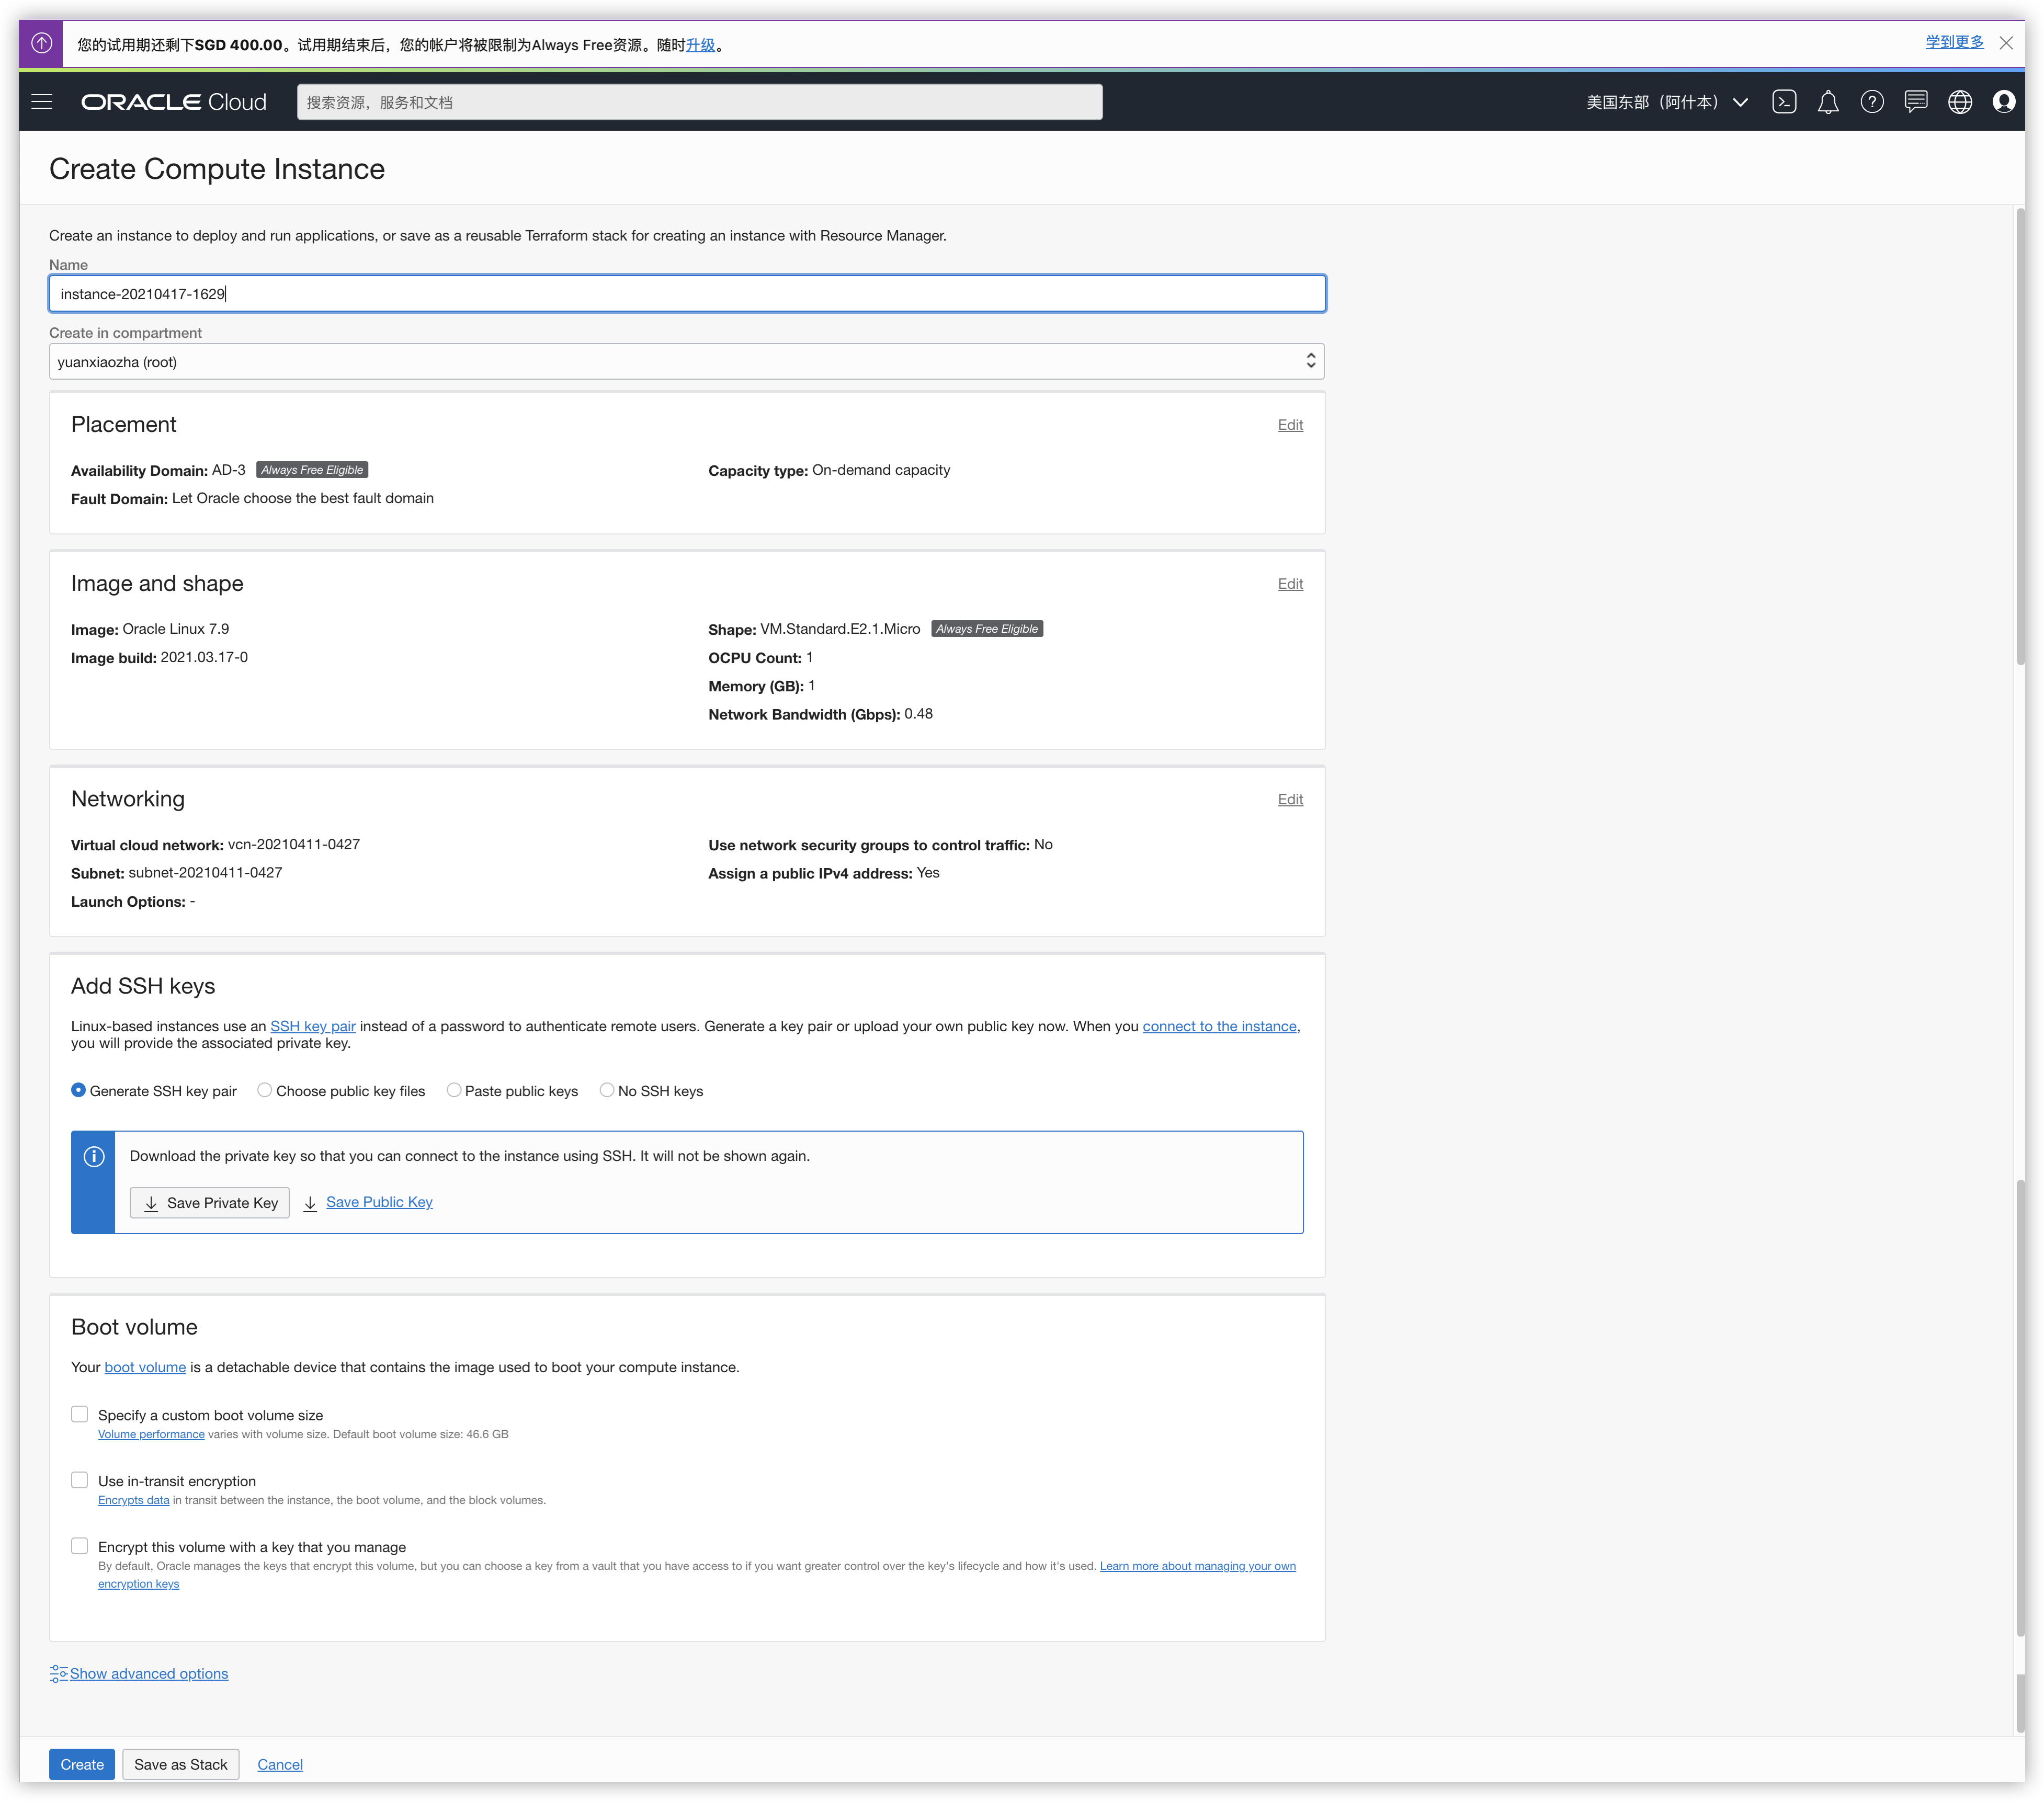 您的试用期还剩下SGD 400.00。试用期结束后，您的帐户将被限制为Always Free资源。随时升级。
学到更多
ORACLE Cloud
搜索资源，服务和文档
美国东部（阿什本）
Create Compute Instance
Create an instance to deploy and run applications, or save as a reusable Terraform stack for creating an instance with Resource Manager.
Name
instance-20210417-1629
Create in compartment
yuanxiaozha (root)
Placement
Edit
Availability Domain: AD-3 Always Free Eligible
Capacity type: On-demand capacity
Fault Domain: Let Oracle choose the best fault domain
Image and shape
Edit
Image: Oracle Linux 7.9
Image build: 2021.03.17-0
Shape: VM.Standard.E2.1.Micro Always Free Eligible
OCPU Count: 1
Memory (GB): 1
Network Bandwidth (Gbps): 0.48
Networking
Edit
Virtual cloud network: vcn-20210411-0427
Subnet: subnet-20210411-0427
Launch Options: -
Use network security groups to control traffic: No
Assign a public IPv4 address: Yes
Add SSH keys
Linux-based instances use an SSH key pair instead of a password to authenticate remote users. Generate a key pair or upload your own public key now. When you connect to the instance,
you will provide the associated private key.
Generate SSH key pair
Choose public key files
Paste public keys
No SSH keys
Download the private key so that you can connect to the instance using SSH. It will not be shown again.
Save Private Key
Save Public Key
Boot volume
Your boot volume is a detachable device that contains the image used to boot your compute instance.
Specify a custom boot volume size
Volume performance varies with volume size. Default boot volume size: 46.6 GB
Use in-transit encryption
Encrypts data in transit between the instance, the boot volume, and the block volumes.
Encrypt this volume with a key that you manage
By default, Oracle manages the keys that encrypt this volume, but you can choose a key from a vault that you have access to if you want greater control over the key's lifecycle and how it's used. Learn more about managing your own
encryption keys
Show advanced options
Create
Save as Stack
Cancel